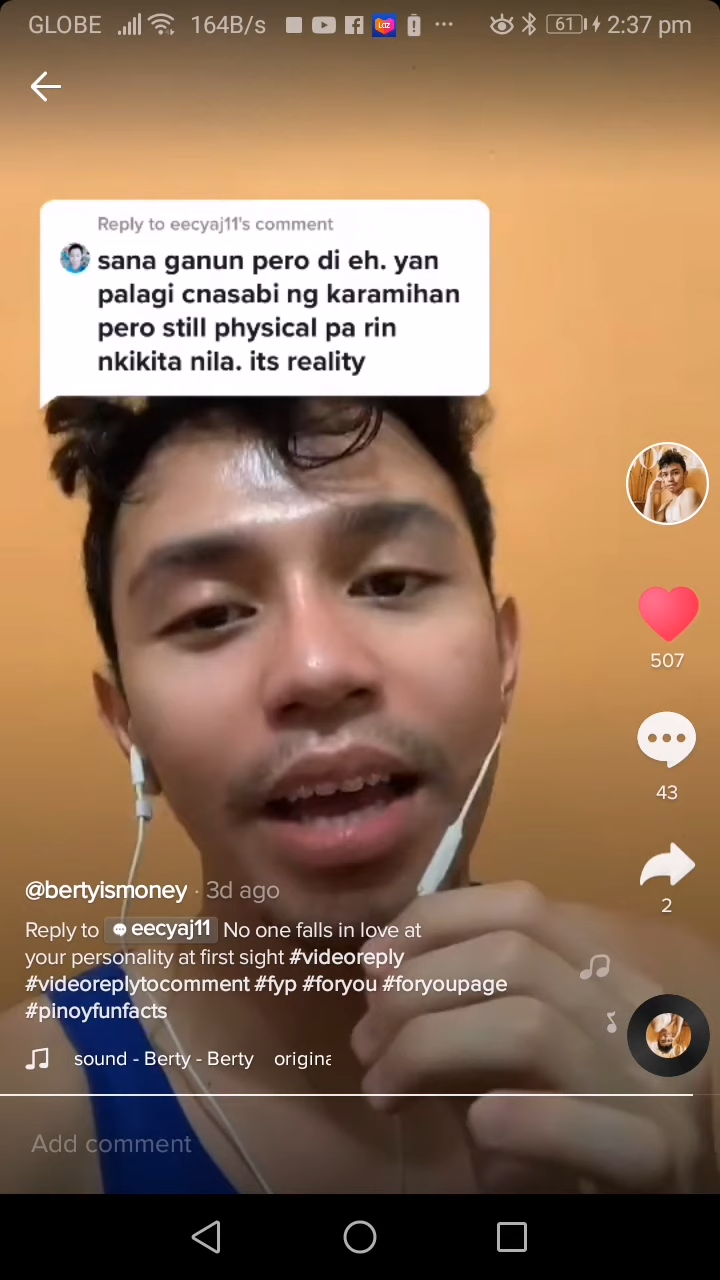 GLOBE 164B/s Laz 61 2:37 pm
Reply to eecyaj11's comment
sana ganun pero di eh. yan
palagi cnasabi ng karamihan
pero still physical pa rin
nkikita nila. its reality
507
43
2
@bertyismoney · 3d ago
Reply to eecyaj11 No one falls in love at
your personality at first sight #videoreply
#videoreplytocomment #fyp #foryou #foryoupage
#pinoyfunfacts
sound - Berty - Berty origina
Add comment